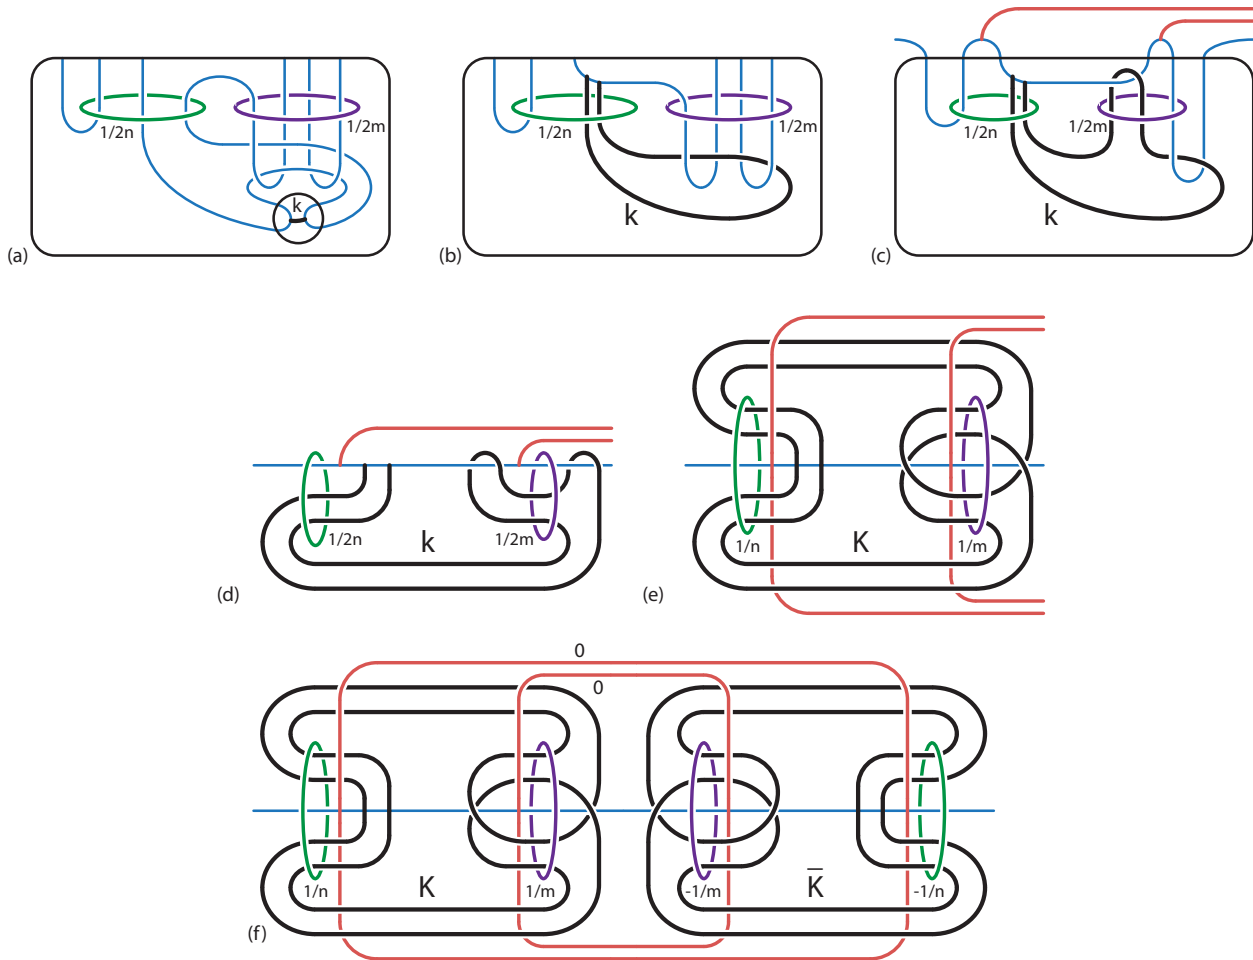 1/2n
1/2m
k
(a)
1/2n
1/2m
k
(b)
1/2n
1/2m
k
(c)
1/2n
k
1/2m
(d)
1/n
K
1/m
(e)
0
0
1/n
K
1/m
-1/m
K̅
-1/n
(f)